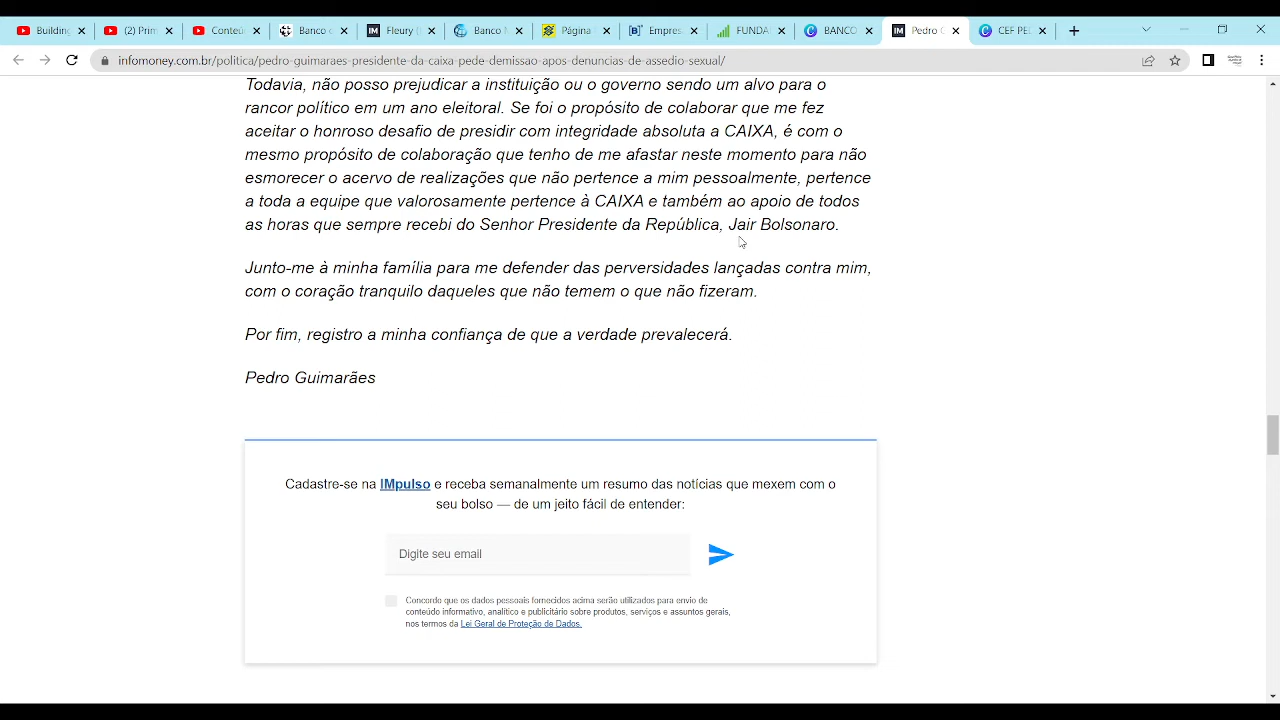 Building
(2) Prim
Conteú
Banco c
Fleury (
Banco M
Página
Empres
FUNDA
BANCO
Pedro G
CEF PEC
infomoney.com.br/politica/pedro-guimaraes-presidente-da-caixa-pede-demissao-apos-denuncias-de-assedio-sexual/
Todavia, não posso prejudicar a instituição ou o governo sendo um alvo para o
rancor político em um ano eleitoral. Se foi o propósito de colaborar que me fez
aceitar o honroso desafio de presidir com integridade absoluta a CAIXA, é com o
mesmo propósito de colaboração que tenho de me afastar neste momento para não
esmorecer o acervo de realizações que não pertence a mim pessoalmente, pertence
a toda a equipe que valorosamente pertence à CAIXA e também ao apoio de todos
as horas que sempre recebi do Senhor Presidente da República, Jair Bolsonaro.
Junto-me à minha família para me defender das perversidades lançadas contra mim,
com o coração tranquilo daqueles que não temem o que não fizeram.
Por fim, registro a minha confiança de que a verdade prevalecerá.
Pedro Guimarães
Cadastre-se na IMpulso e receba semanalmente um resumo das notícias que mexem com o
seu bolso — de um jeito fácil de entender:
Digite seu email
Concordo que os dados pessoais fornecidos acima serão utilizados para envio de
conteúdo informativo, analítico e publicitário sobre produtos, serviços e assuntos gerais,
nos termos da Lei Geral de Proteção de Dados.